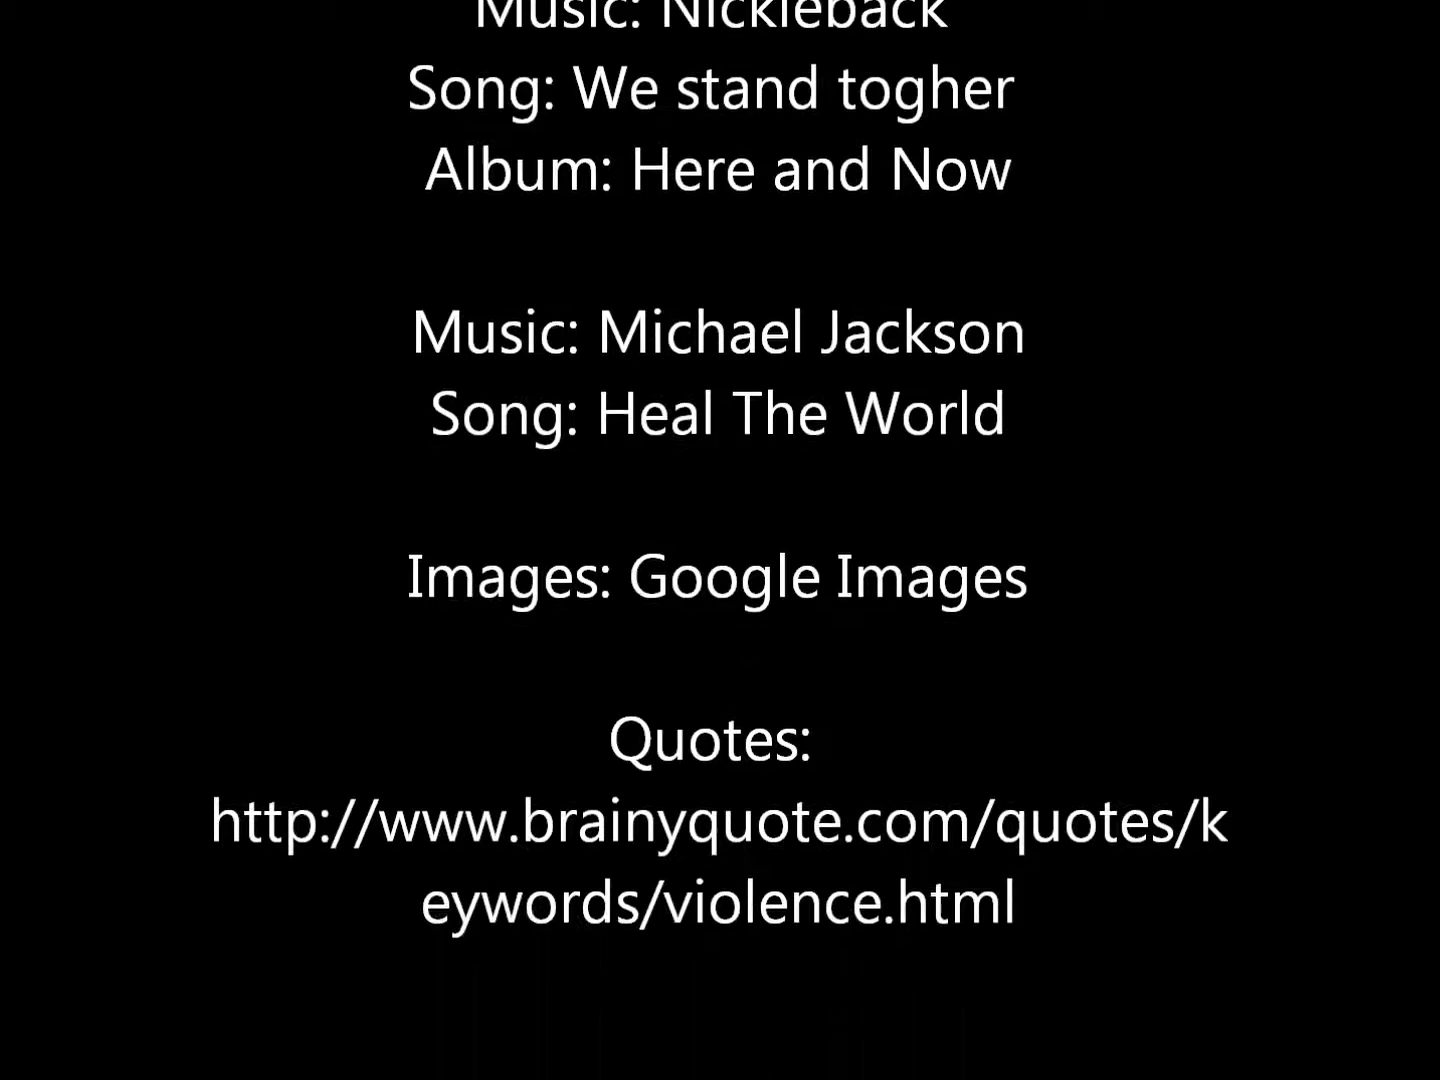 Music: Nickleback
Song: We stand togher
Album: Here and Now
Music: Michael Jackson
Song: Heal The World
Images: Google Images
Quotes:
http://www.brainyquote.com/quotes/k
eywords/violence.html